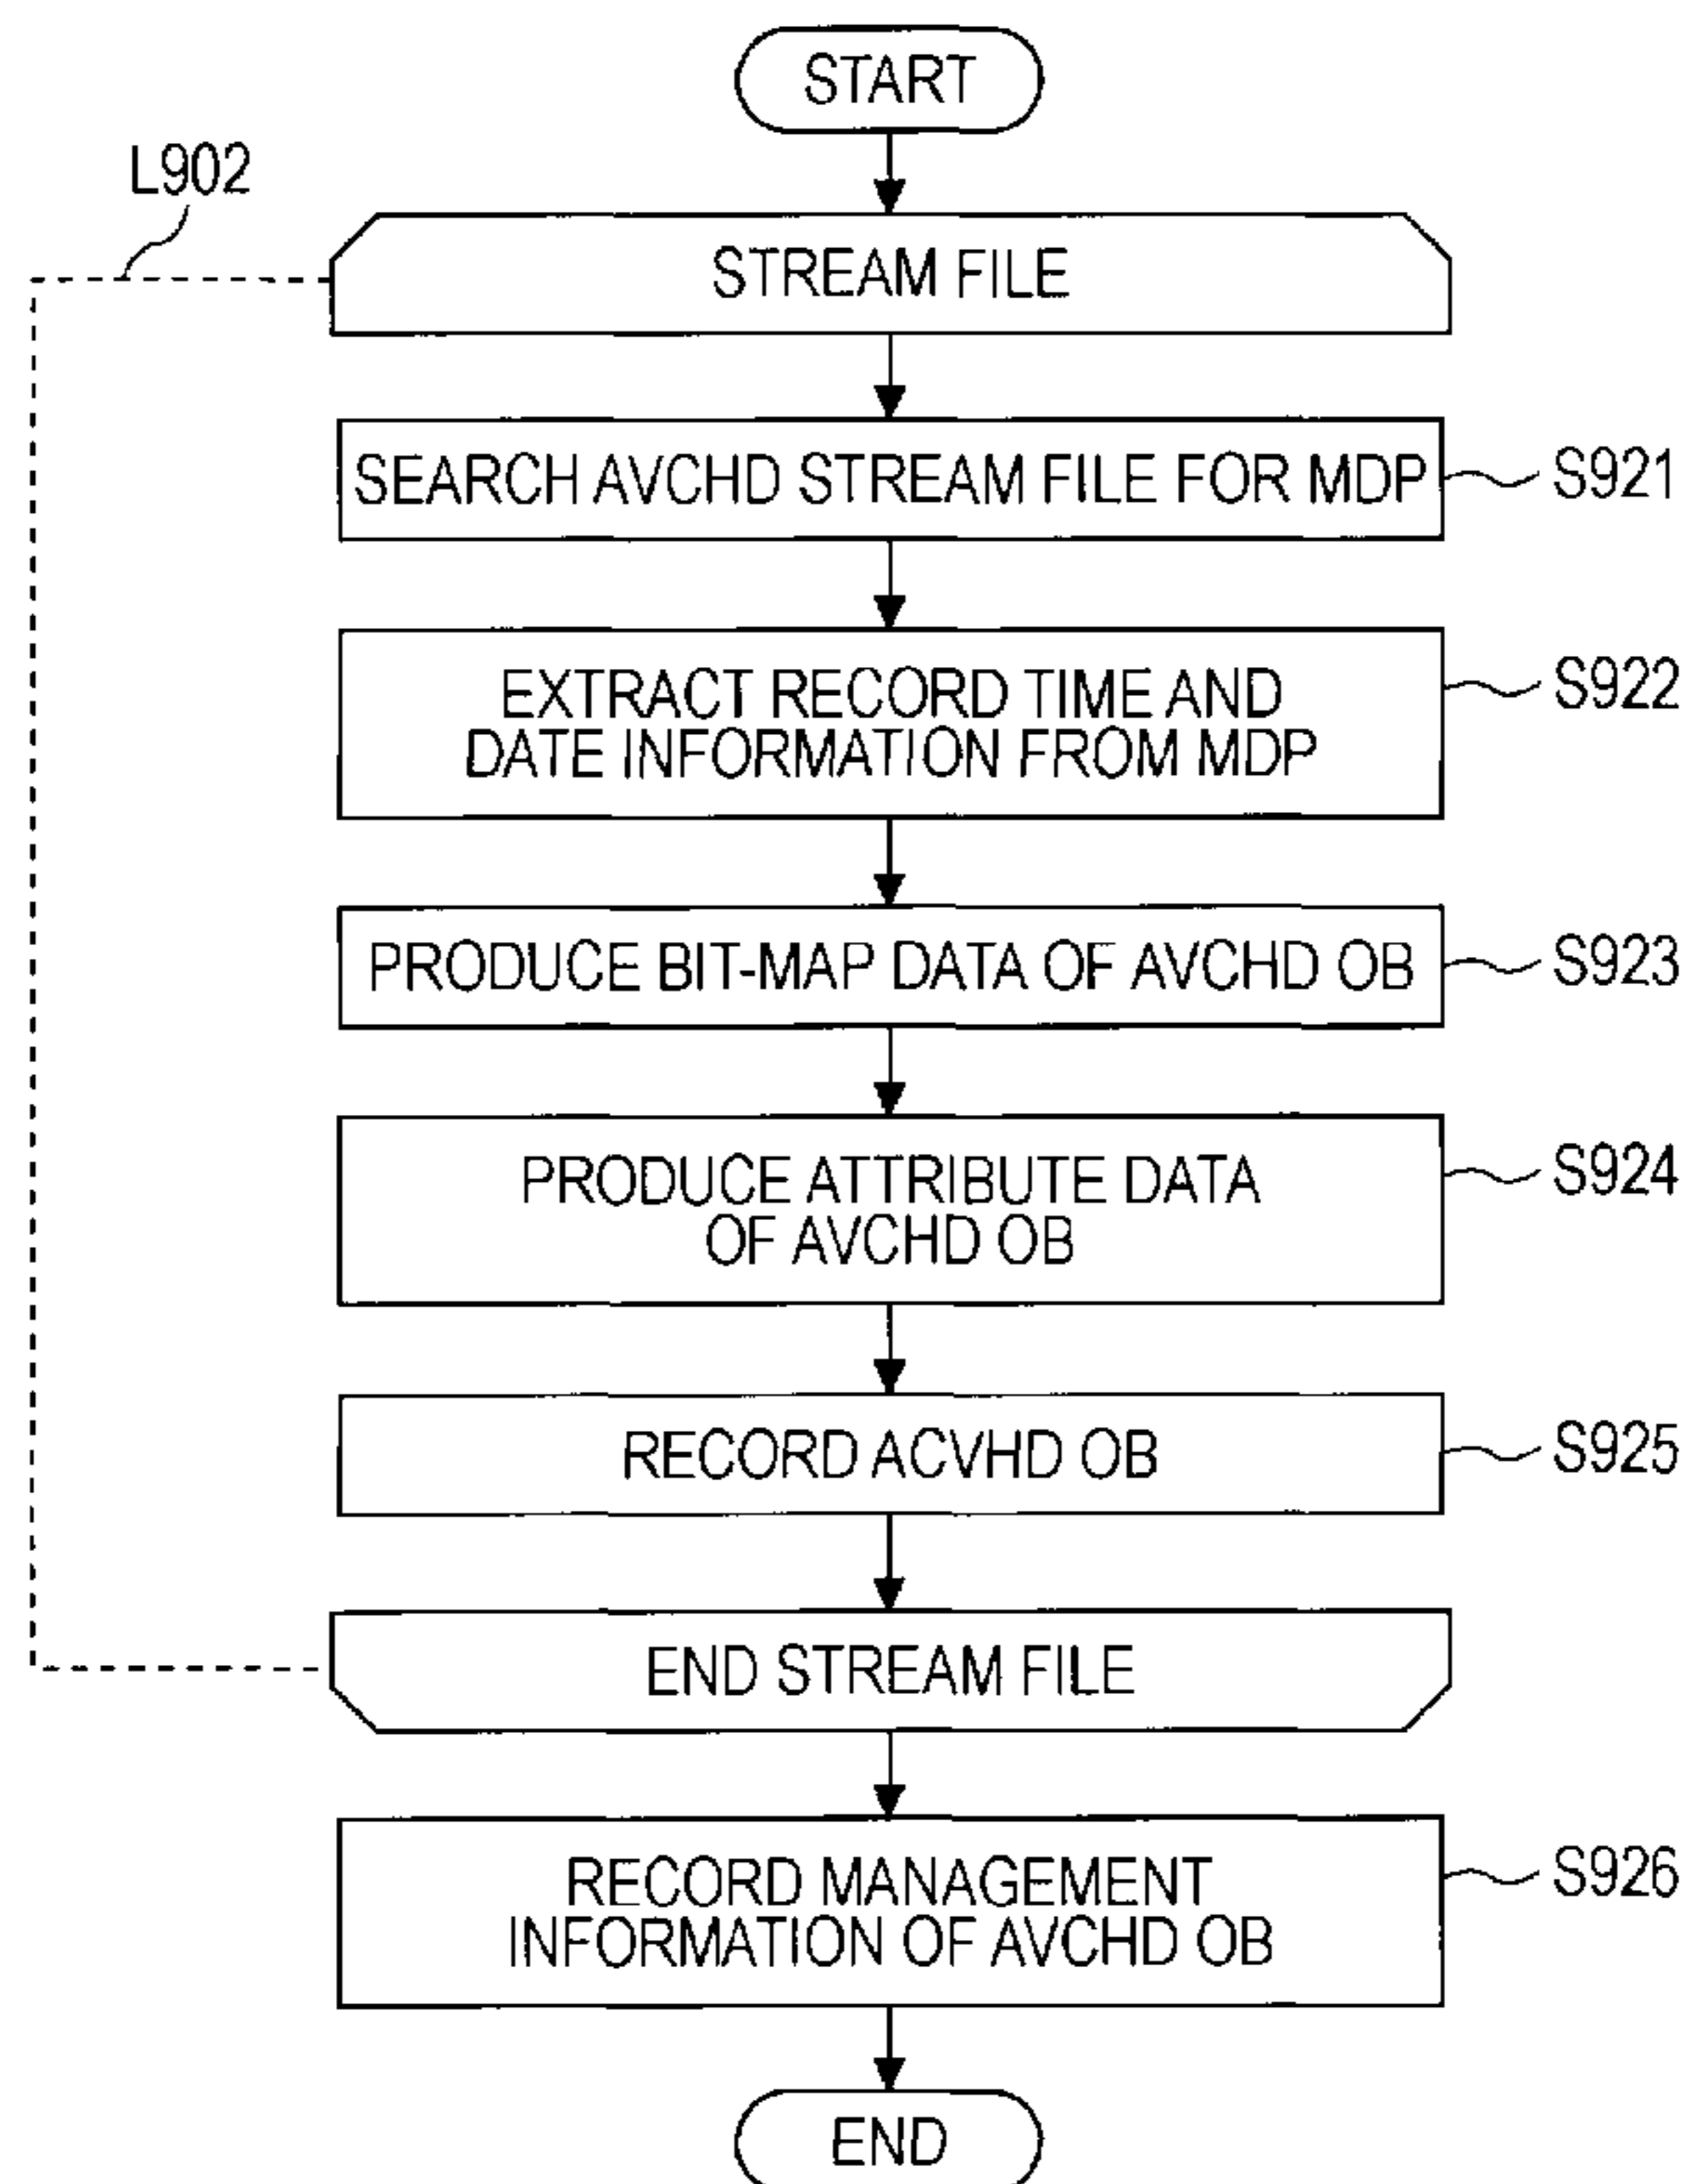 START
L902
STREAM FILE
SEARCH AVCHD STREAM FILE FOR MDP
S921
EXTRACT RECORD TIME AND
DATE INFORMATION FROM MDP
S922
PRODUCE BIT-MAP DATA OF AVCHD OB
S923
PRODUCE ATTRIBUTE DATA
OF AVCHD OB
S924
RECORD ACVHD OB
S925
END STREAM FILE
RECORD MANAGEMENT
INFORMATION OF AVCHD OB
S926
END